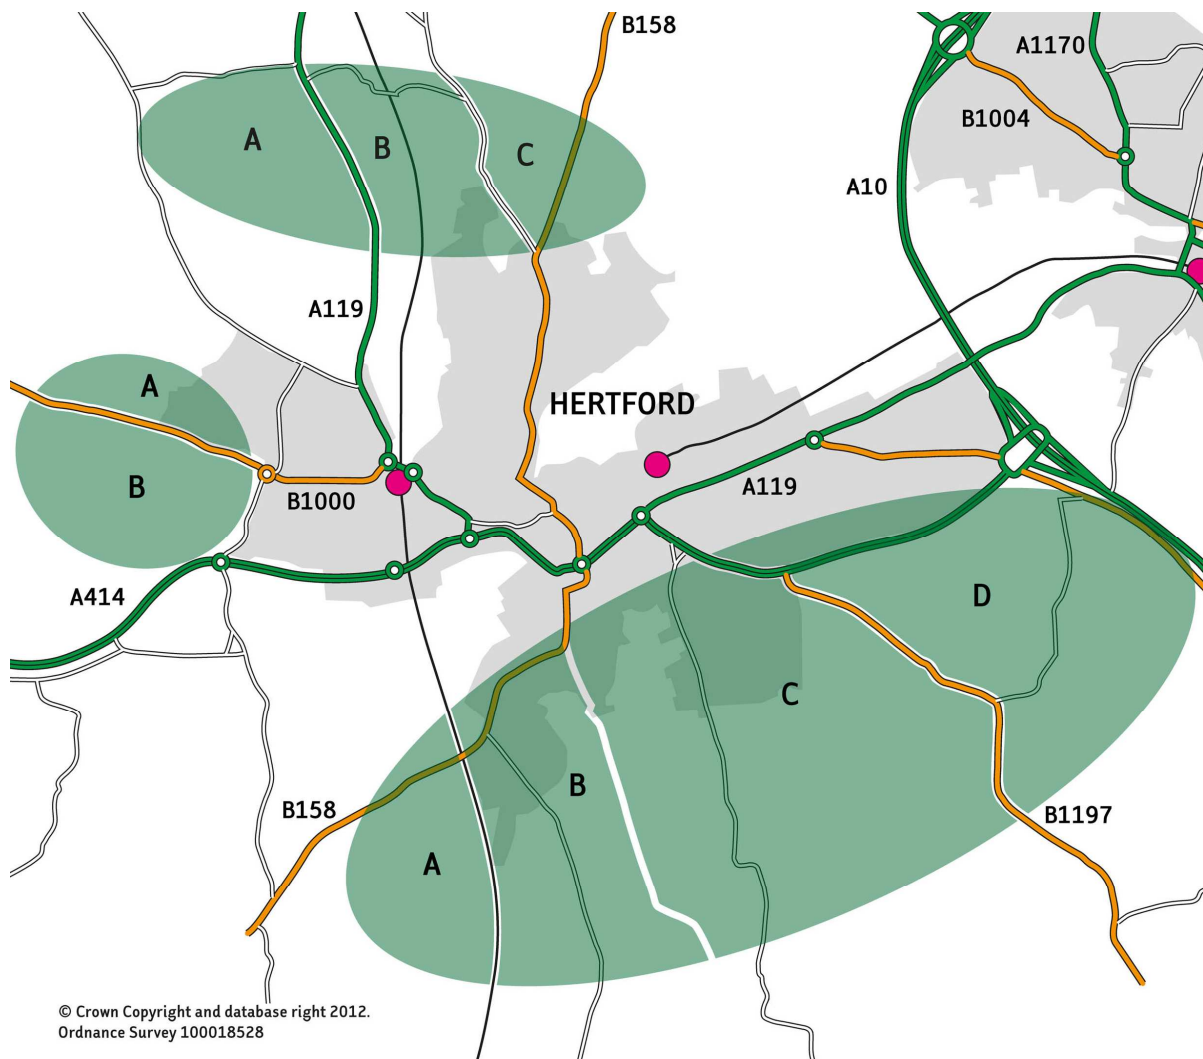 B158
A1170
B1004
A
B
C
A10
A119
A
HERTFORD
B
B1000
A119
A414
D
C
B
B158
B1197
A
© Crown Copyright and database right 2012.
Ordnance Survey 100018528